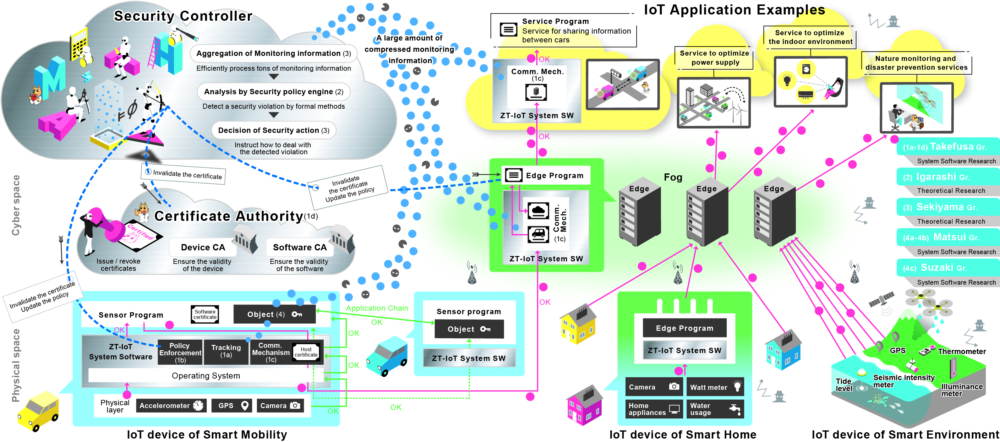 Security Controller
Aggregation of Monitoring information (3)
Efficiently process tons of monitoring information
Analysis by Security policy engine (2)
Detect a security violation by formal methods
Decision of Security action (3)
Instruct how to deal with
the detected violation
M
A
T
H
⊧ϕ
A large amount of
compressed monitoring
information
Invalidate the certificate
Invalidate
the certificate
Update the policy
Invalidate the certificate
Update the policy
Cyber space
Physical space
Certificate Authority(1d)
Certified
Issue / revoke
certificates
Device CA
Ensure the validity
of the device
Software CA
Ensure the validity
of the software
IoT Application Examples
Service Program
Service for sharing information
between cars
OK
Comm. Mech.
(1c)
ZT-IoT System SW
OK
Service to optimize
power supply
Service to optimize
the indoor environment
Nature monitoring and
disaster prevention services
Edge Program
Comm.
Mech.
(1c)
ZT-IoT System SW
OK
Fog
Edge
Edge
Edge
(1a-1d) Takefusa Gr.
System Software Research
(2) Igarashi Gr.
Theoretical Research
(3) Sekiyama Gr.
Theoretical Research
(4a-4b) Matsui Gr.
System Software Research
(4c) Suzaki Gr.
System Software Research
Sensor Program
Software
certificate
Object (4)
OK
ZT-IoT
System Software
Policy
Enforcement
(1b)
Tracking
(1a)
Comm.
Mechanism
(1c)
Host
certificate
Operating System
Physical
layer
Accelerometer
GPS
Camera
OK
OK
OK
OK
Application Chain
OK
Sensor program
Object
ZT-IoT System SW
IoT device of Smart Mobility
Edge Program
ZT-IoT System SW
Camera
Watt meter
Home
appliances
Water
usage
IoT device of Smart Home
GPS
Thermometer
Tide
level
Seismic intensity
meter
Illuminance
meter
IoT device of Smart Environment